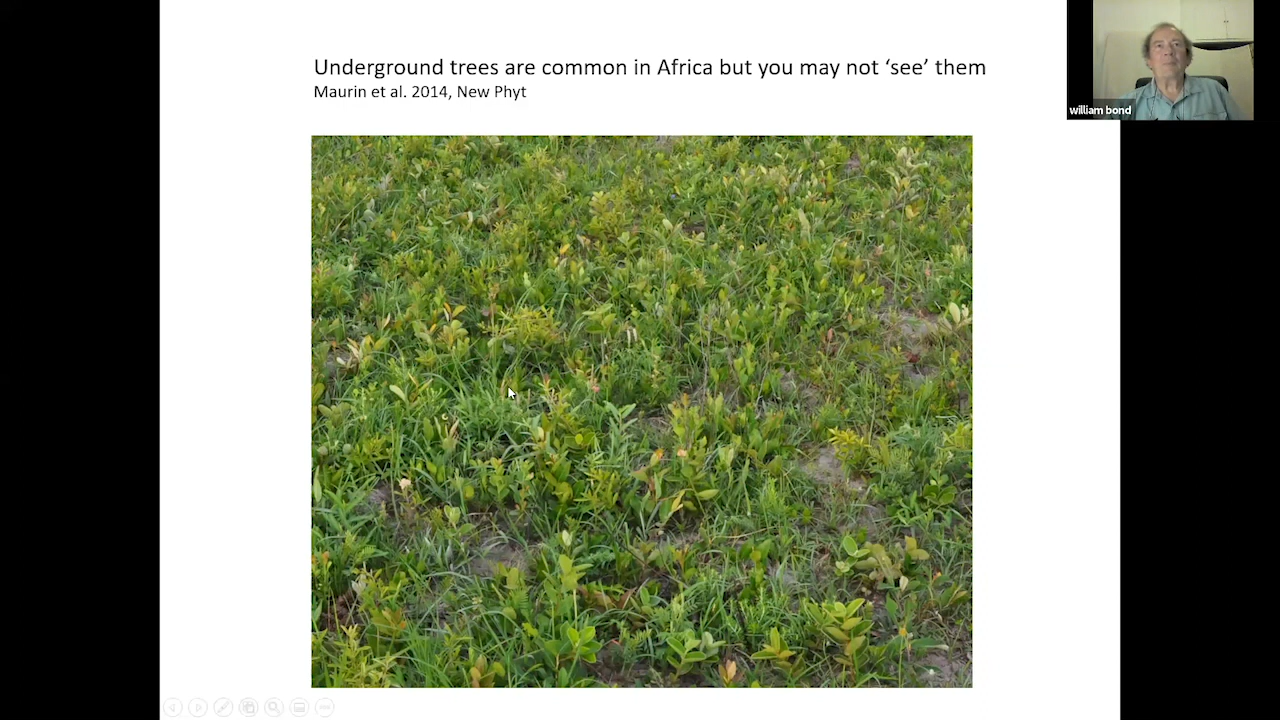 Underground trees are common in Africa but you may not ‘see’ them
Maurin et al. 2014, New Phyt
william bond